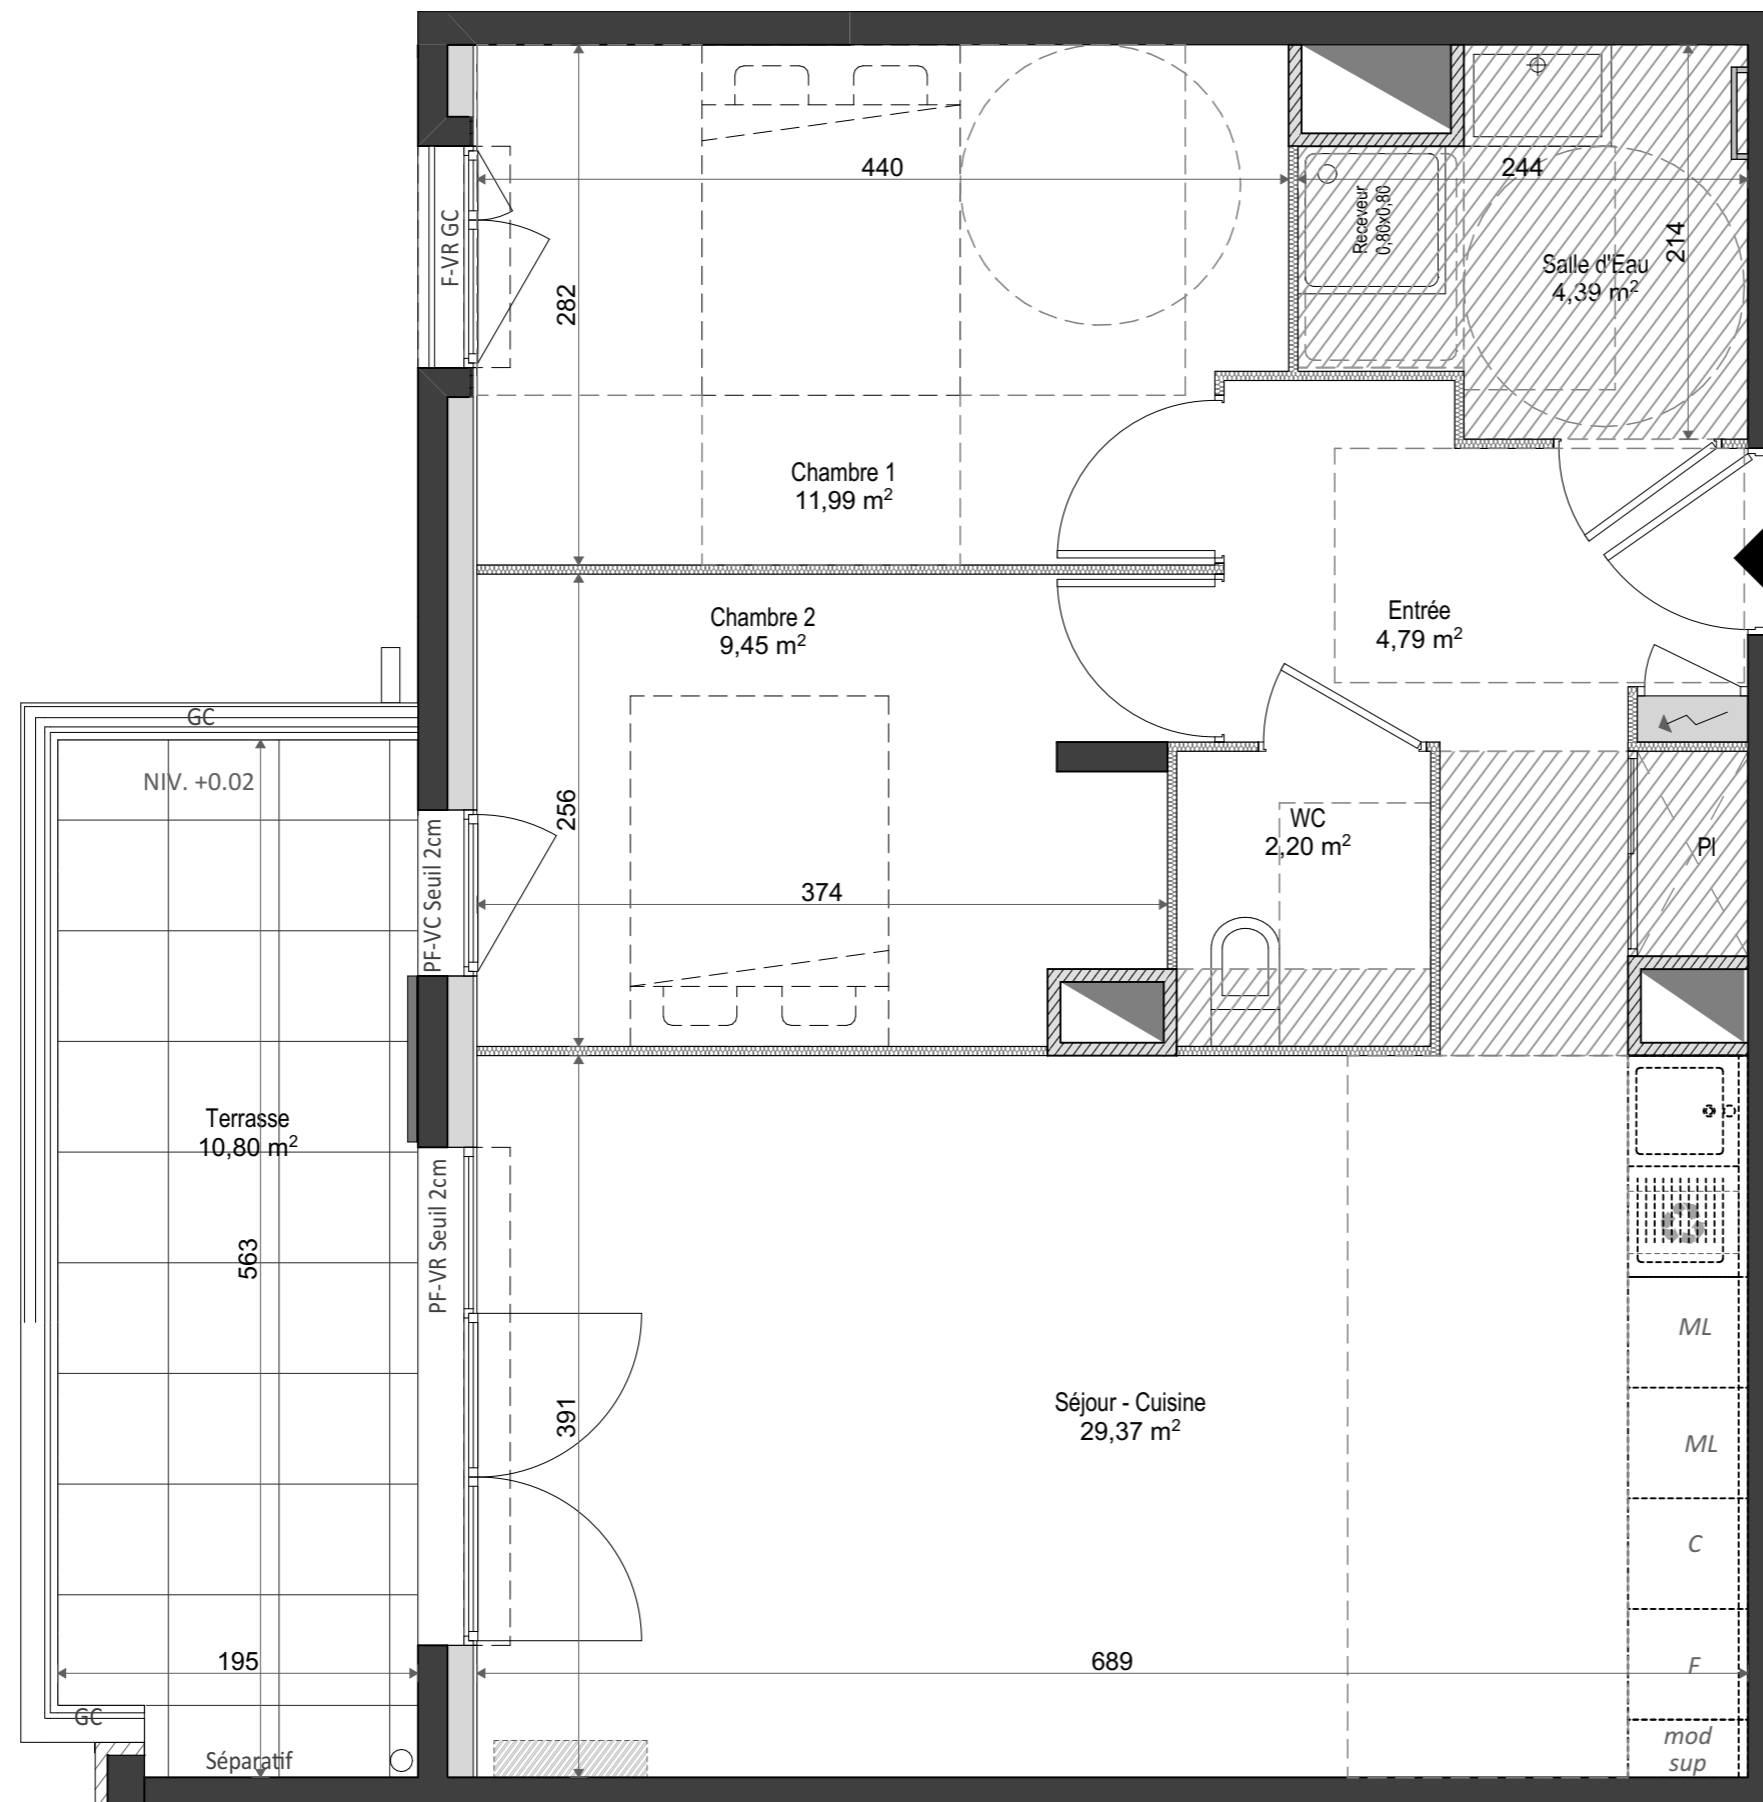 440
244
F-VR GC
Receveur
0,80x0,80
214
Salle d'Eau
4,39 m²
282
Chambre 1
11,99 m²
Chambre 2
9,45 m²
Entrée
4,79 m²
GC
NIV. +0.02
256
PF-VC Seuil 2cm
WC
2,20 m²
Pl
374
Terrasse
10,80 m²
PF-VR Seuil 2cm
563
ML
391
Séjour - Cuisine
29,37 m²
ML
C
195
689
F
GC
Séparatif
mod
sup